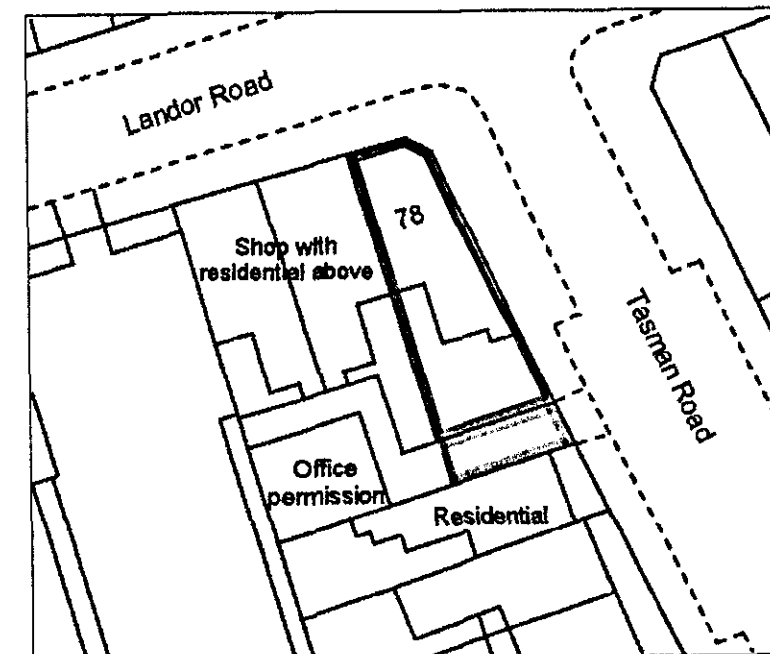 Landor Road
78
Shop with
residential above
Tasman Road
Office
permission
Residential